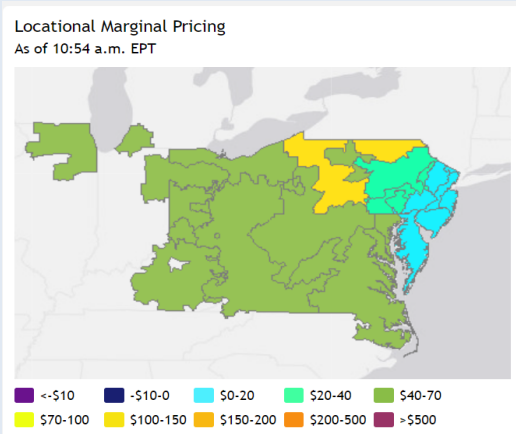 Locational Marginal Pricing
As of 10:54 a.m. EPT
<-$10 -$10-0 $0-20 $20-40 $40-70
$70-100 $100-150 $150-200 $200-500 >$500